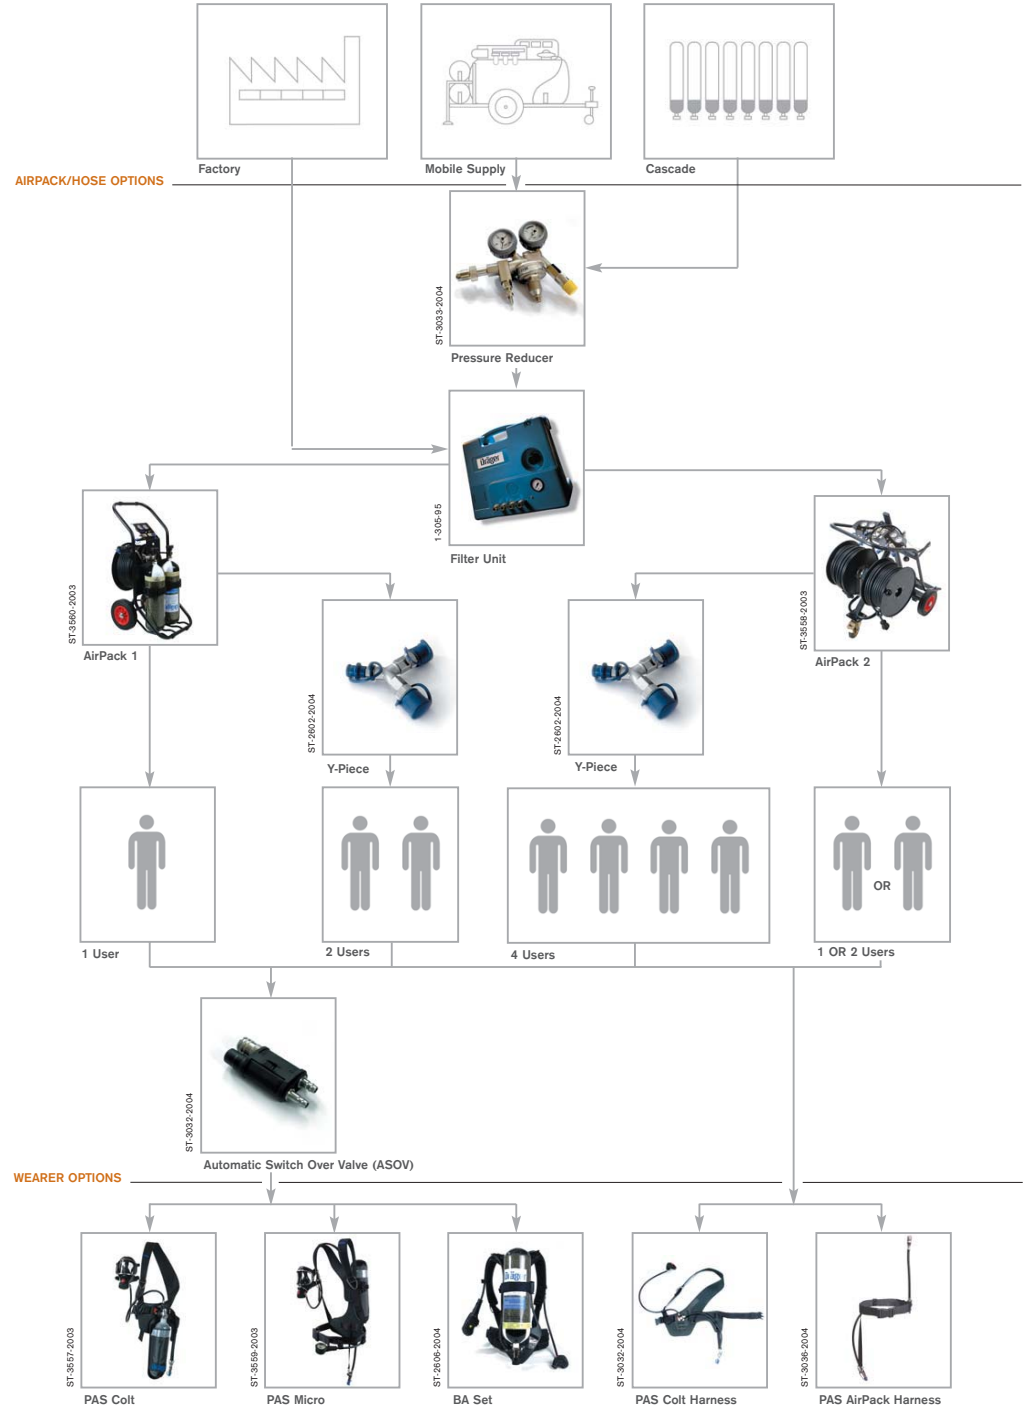 Factory
Mobile Supply
Cascade
AIRPACK/HOSE OPTIONS
ST-3033-2004
Pressure Reducer
Dräger
1-305-95
Filter Unit
ST-3560-2003
AirPack 1
ST-2602-2004
Y-Piece
ST-2602-2004
Y-Piece
ST-3558-2003
AirPack 2
1 User
2 Users
4 Users
OR
1 OR 2 Users
ST-3032-2004
Automatic Switch Over Valve (ASOV)
WEARER OPTIONS
ST-3557-2003
PAS Colt
ST-3559-2003
PAS Micro
ST-2606-2004
Dräger
BA Set
ST-3032-2004
PAS Colt Harness
ST-3036-2004
PAS AirPack Harness